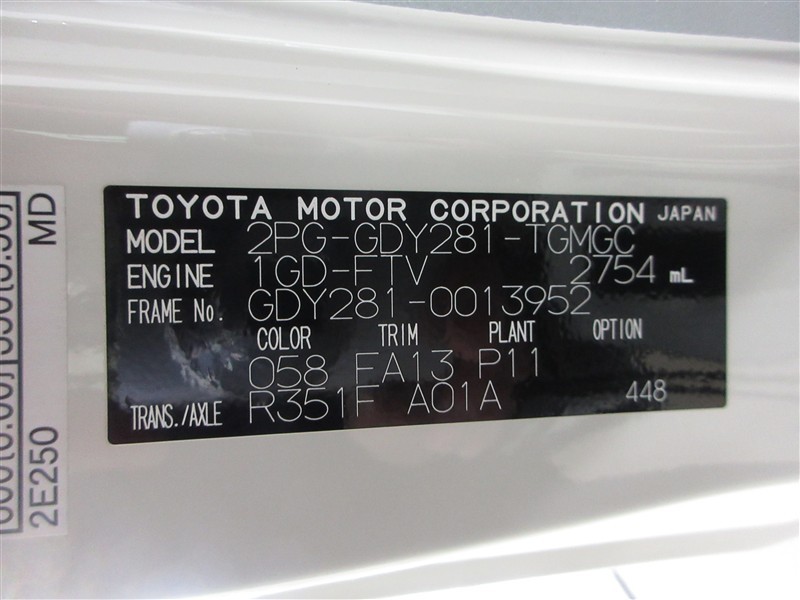 TOYOTA MOTOR CORPORATION JAPAN
MODEL 2PG-GDY281-TGMGC
ENGINE 1GD-FTV 2754 mL
FRAME No. GDY281-0013952
COLOR TRIM PLANT OPTION
058 FA13 P11
TRANS./AXLE R351F A01A 448
MD
2E250